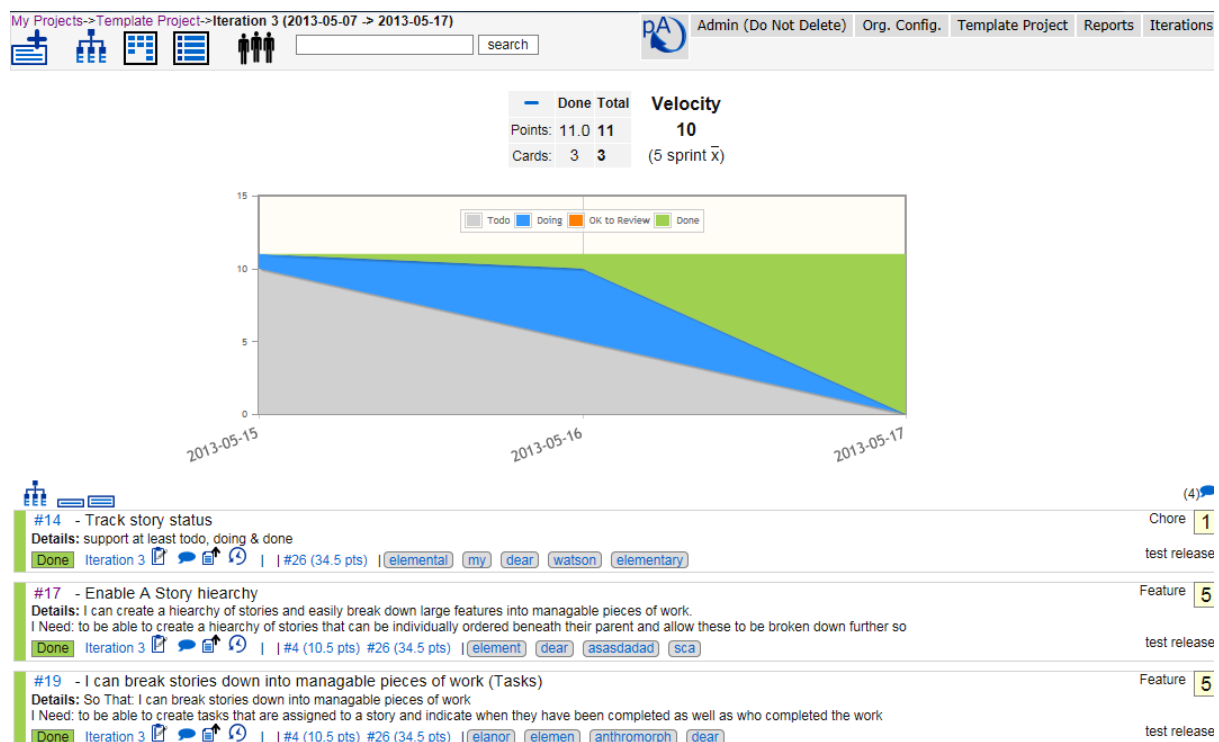 My Projects->Template Project->Iteration 3 (2013-05-07 -> 2013-05-17)
search
pA
Admin (Do Not Delete) Org. Config. Template Project Reports Iterations
Done Total Velocity
Points: 11.0 11 10
Cards: 3 3 (5 sprint x̅)
15
Todo Doing OK to Review Done
10
5
0
2013-05-15 2013-05-16 2013-05-17
(4)
#14 - Track story status Chore 1
Details: support at least todo, doing & done
Done Iteration 3 | | #26 (34.5 pts) | elemental my dear watson elementary test release
#17 - Enable A Story hiearchy Feature 5
Details: I can create a hiearchy of stories and easily break down large features into managable pieces of work.
I Need: to be able to create a hiearchy of stories that can be individually ordered beneath their parent and allow these to be broken down further so
Done Iteration 3 | | #4 (10.5 pts) #26 (34.5 pts) | element dear asasdadad sca test release
#19 - I can break stories down into managable pieces of work (Tasks) Feature 5
Details: So That: I can break stories down into managable pieces of work
I Need: to be able to create tasks that are assigned to a story and indicate when they have been completed as well as who completed the work
Done Iteration 3 | | #4 (10.5 pts) #26 (34.5 pts) | elanor elemen anthromorph dear test release